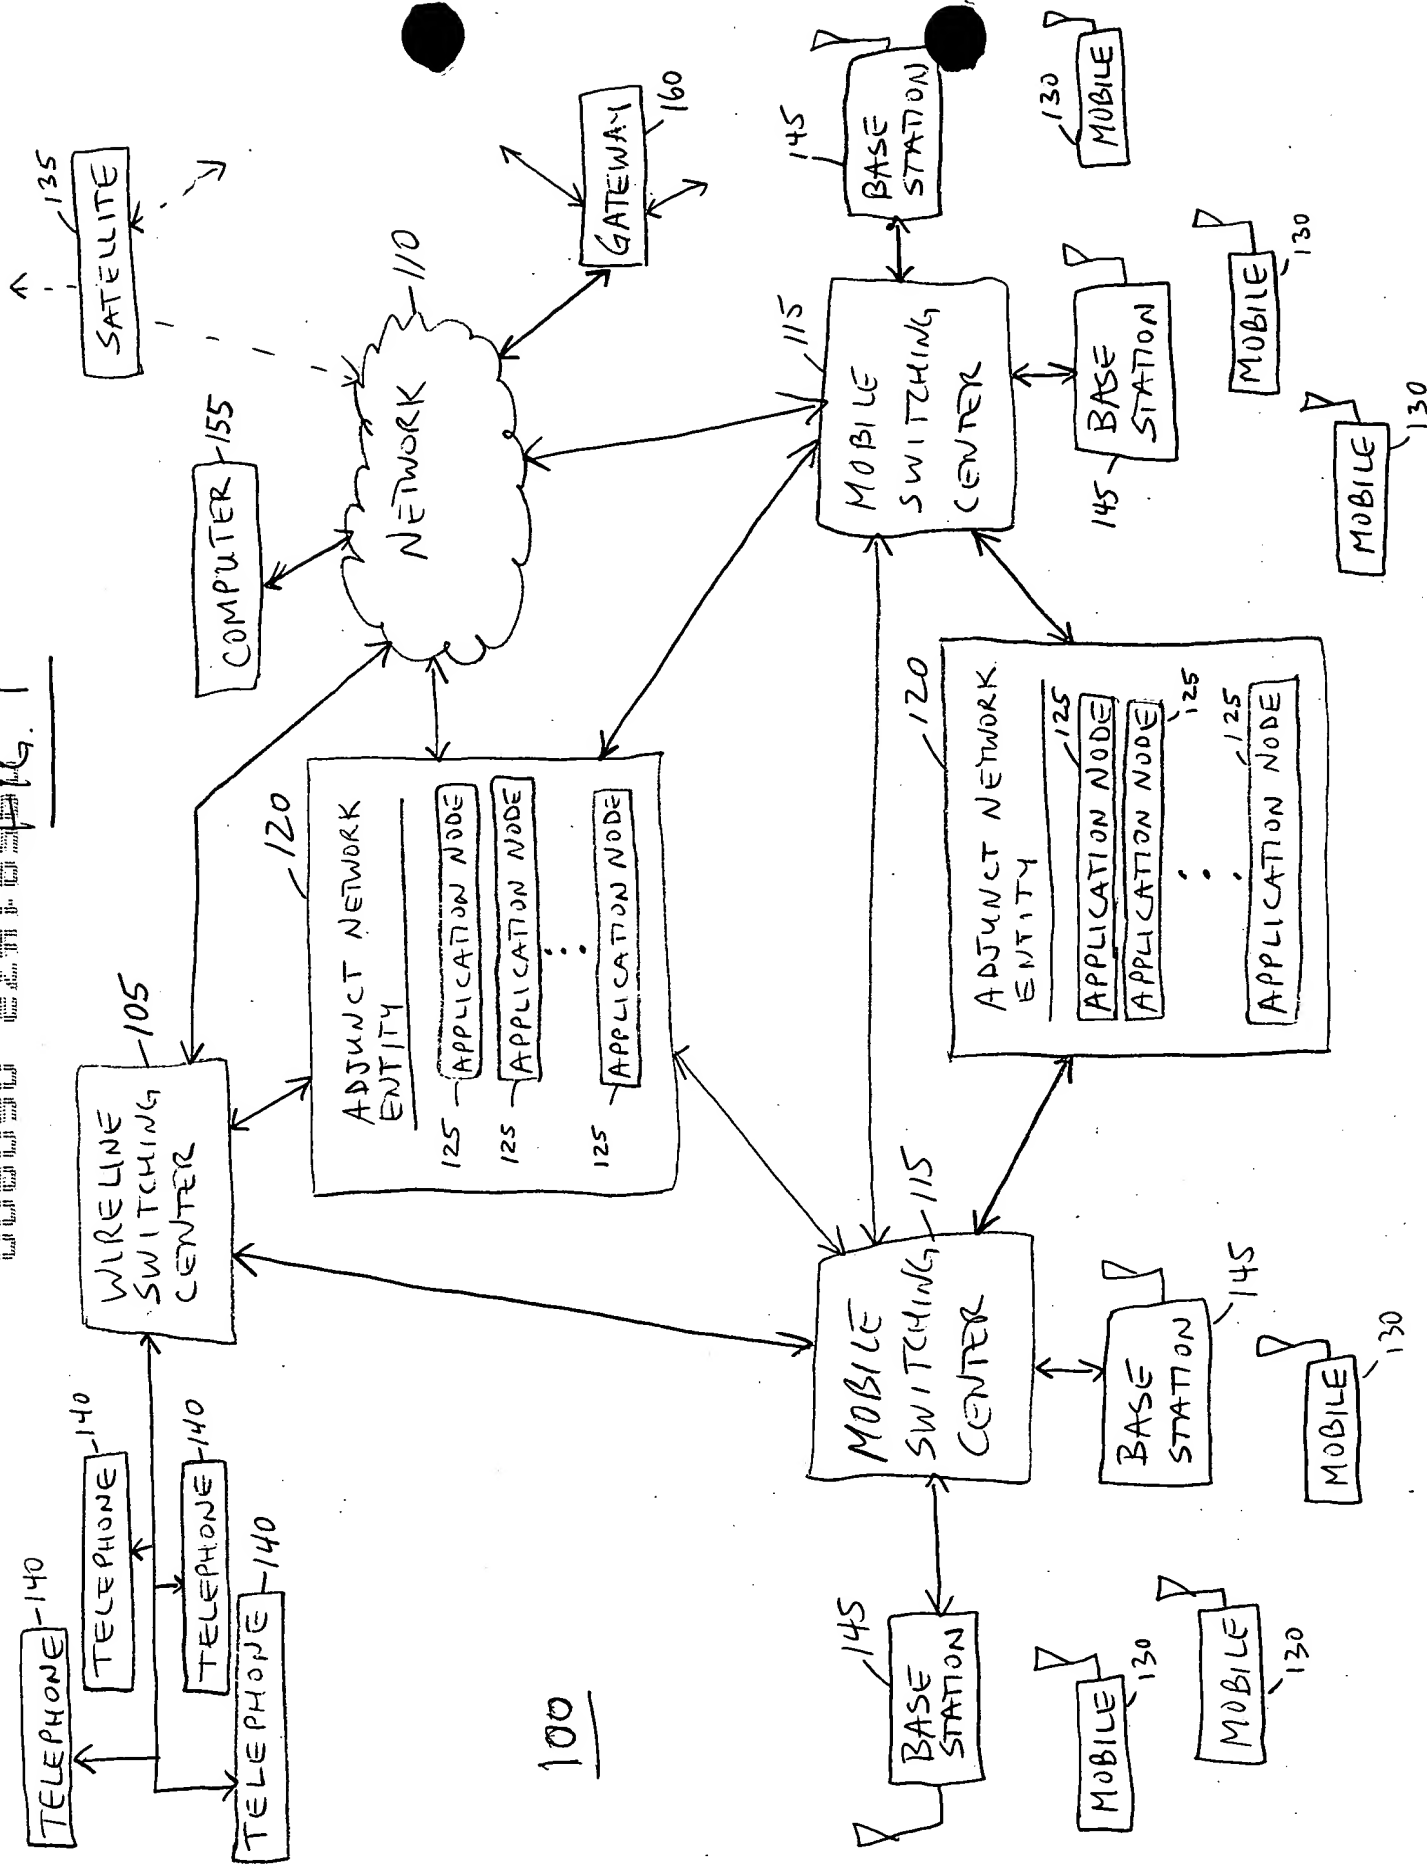 FIG. 1
TELEPHONE
140
TELEPHONE
140
TELEPHONE
140
TELEPHONE
140
WIRELINE
SWITCHING
CENTER
105
SATELLITE
135
COMPUTER
155
NETWORK
110
GATEWAY
160
120
ADJUNCT NETWORK
ENTITY
125
APPLICATION NODE
125
APPLICATION NODE
125
APPLICATION NODE
100
MOBILE
SWITCHING
CENTER
115
MOBILE
SWITCHING
CENTER
115
145
BASE
STATION
BASE
STATION
145
120
ADJUNCT NETWORK
ENTITY
125
APPLICATION NODE
APPLICATION NODE
125
125
APPLICATION NODE
145
BASE
STATION
145
BASE
STATION
MOBILE
130
MOBILE
130
MOBILE
130
130
MOBILE
MOBILE
130
MOBILE
130